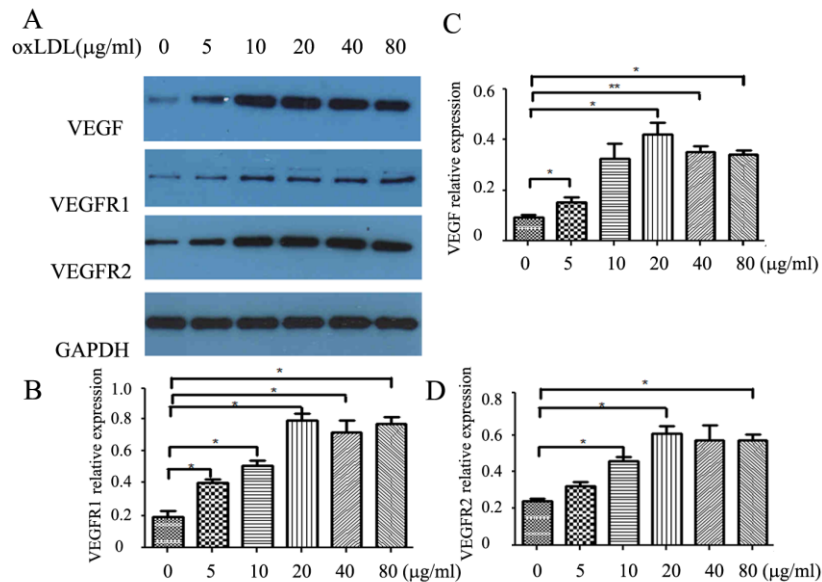 A
oxLDL(μg/ml) 0 5 10 20 40 80
VEGF
VEGFR1
VEGFR2
GAPDH
B
VEGFR1 relative expression
1.0
0.8
0.6
0.4
0.2
0
* * * * *
0 5 10 20 40 80 (μg/ml)
C
VEGF relative expression
0.6
0.4
0.2
0
* ** * *
0 5 10 20 40 80 (μg/ml)
D
VEGFR2 relative expression
0.8
0.6
0.4
0.2
0
* * *
0 5 10 20 40 80 (μg/ml)